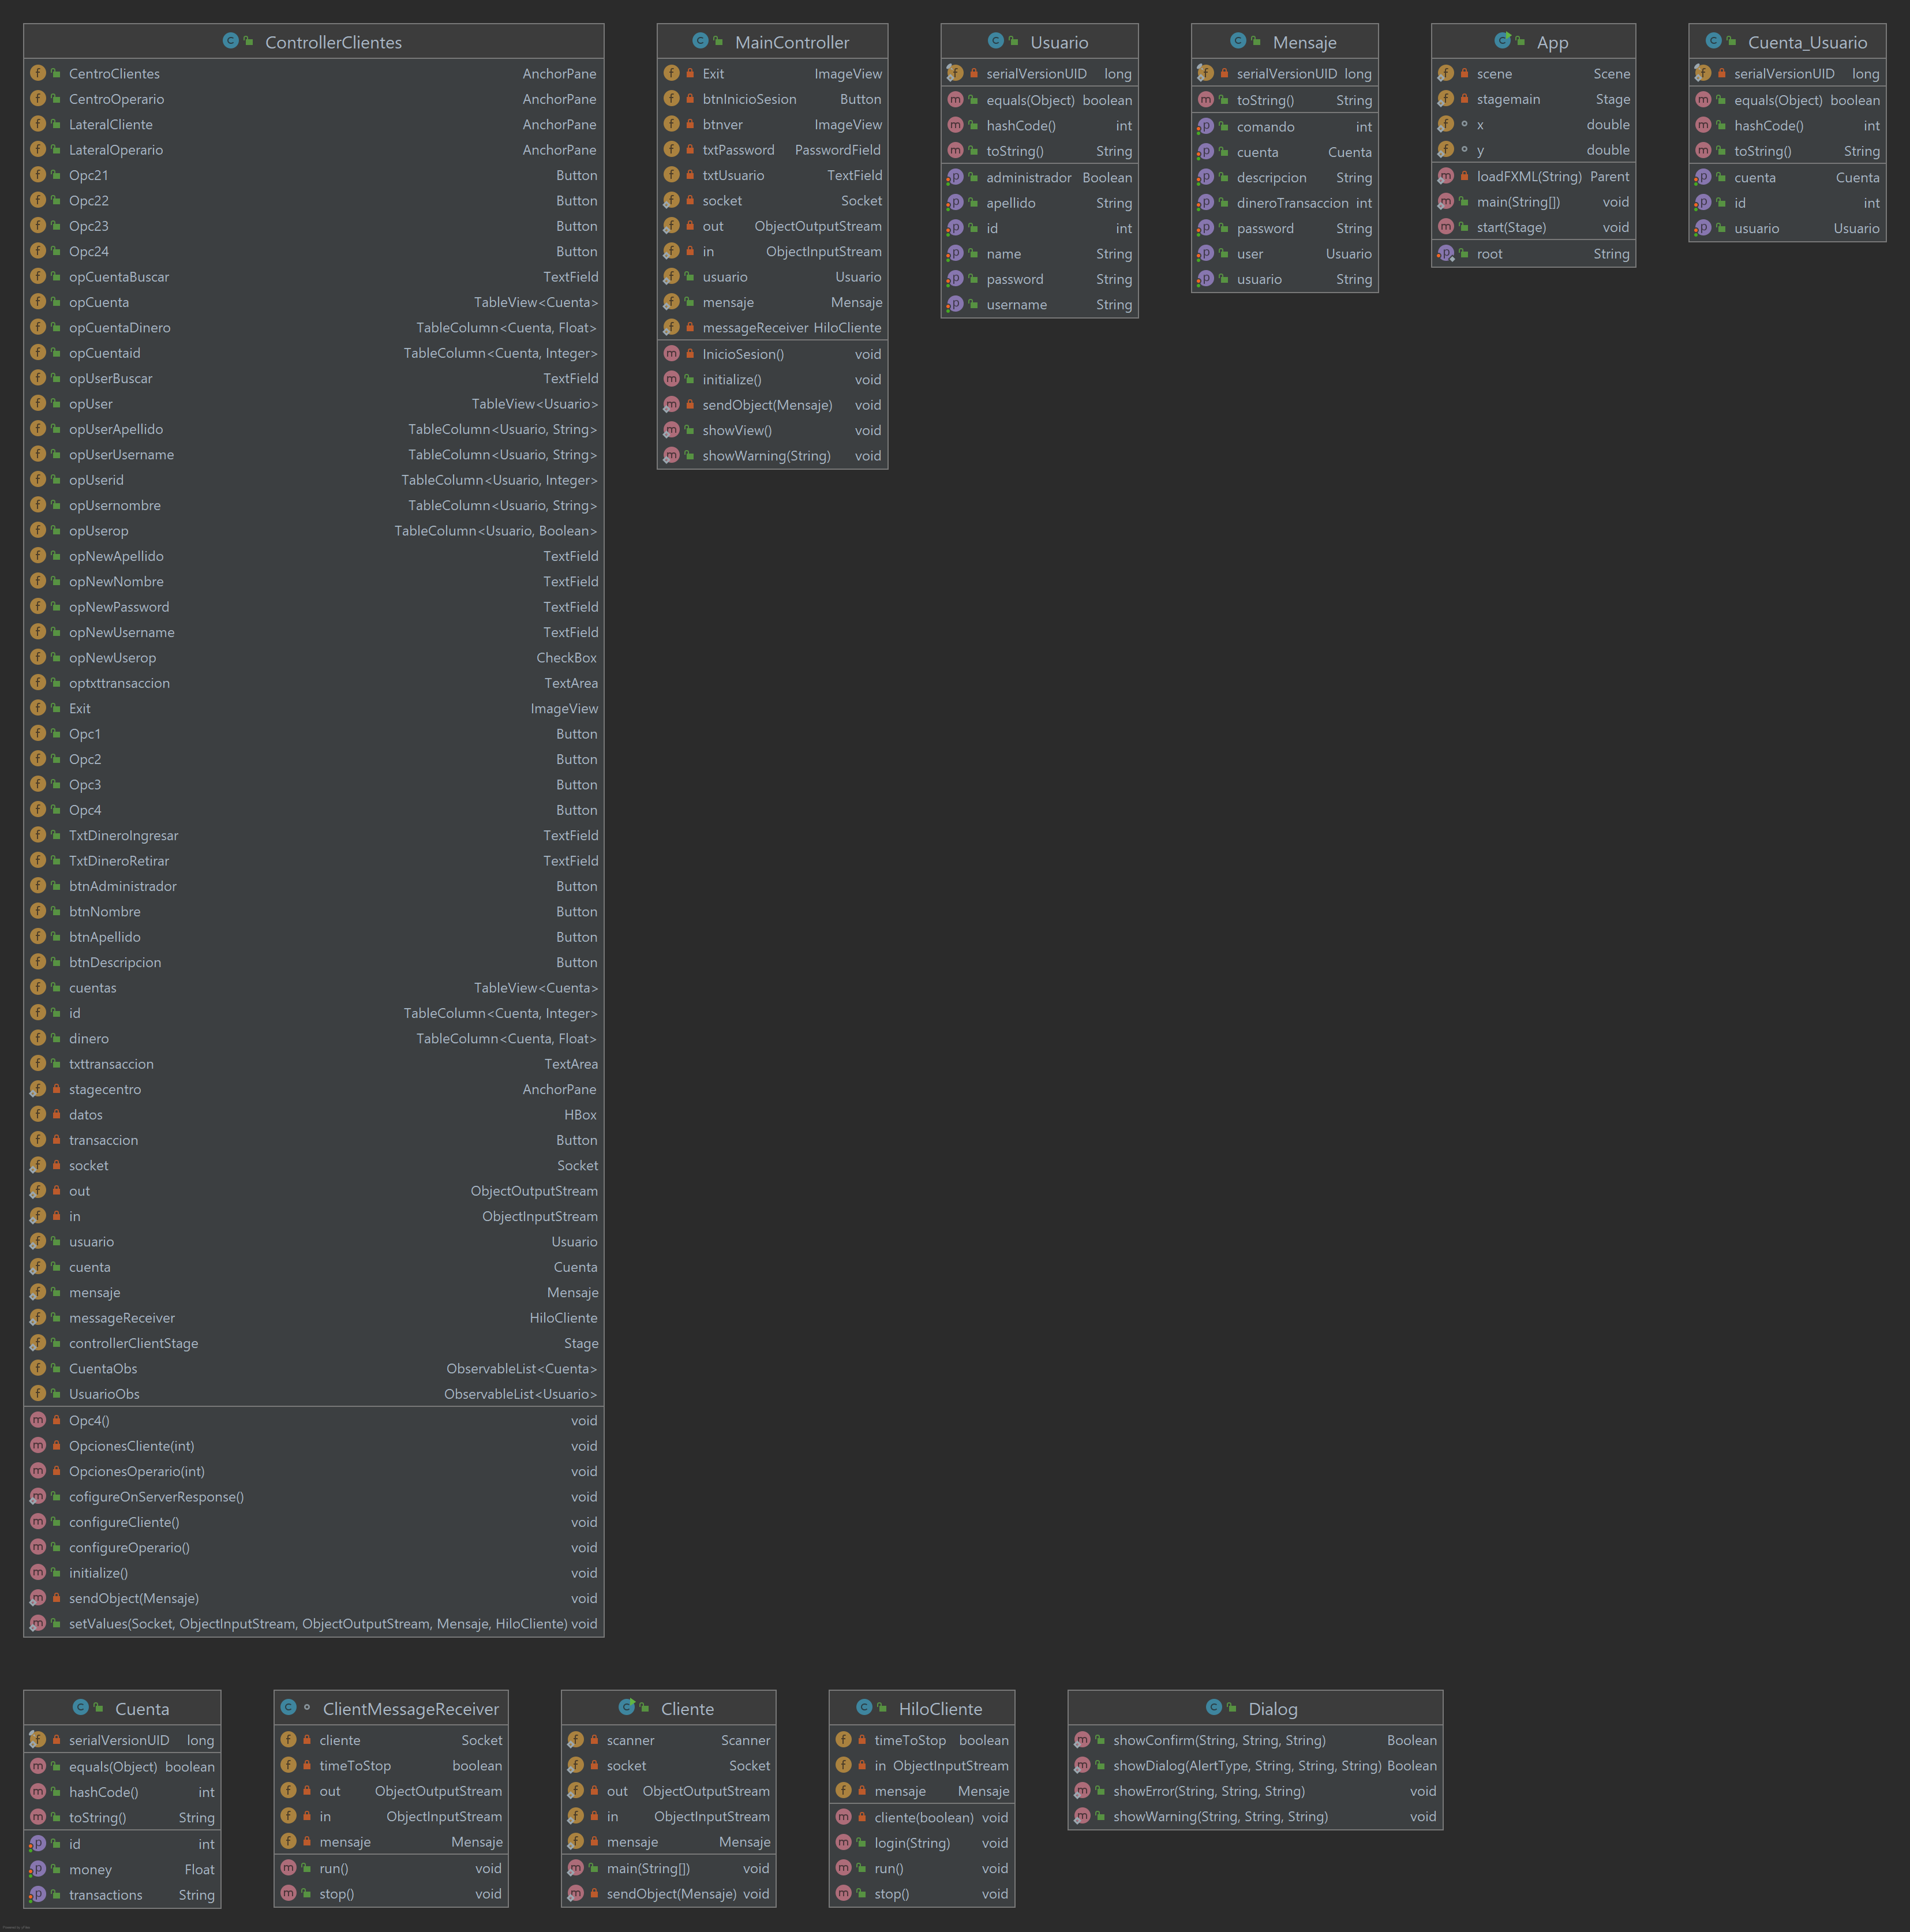 ControllerClientes
CentroClientes AnchorPane
CentroOperario AnchorPane
LateralCliente AnchorPane
LateralOperario AnchorPane
Opc21 Button
Opc22 Button
Opc23 Button
Opc24 Button
opCuentaBuscar TextField
opCuenta TableView<Cuenta>
opCuentaDinero TableColumn<Cuenta, Float>
opCuentaid TableColumn<Cuenta, Integer>
opUserBuscar TextField
opUser TableView<Usuario>
opUserApellido TableColumn<Usuario, String>
opUserUsername TableColumn<Usuario, String>
opUserid TableColumn<Usuario, Integer>
opUsernombre TableColumn<Usuario, String>
opUserop TableColumn<Usuario, Boolean>
opNewApellido TextField
opNewNombre TextField
opNewPassword TextField
opNewUsername TextField
opNewUserop CheckBox
optxttransaccion TextArea
Exit ImageView
Opc1 Button
Opc2 Button
Opc3 Button
Opc4 Button
TxtDineroIngresar TextField
TxtDineroRetirar TextField
btnAdministrador Button
btnNombre Button
btnApellido Button
btnDescripcion Button
cuentas TableView<Cuenta>
id TableColumn<Cuenta, Integer>
dinero TableColumn<Cuenta, Float>
txttransaccion TextArea
stagecentro AnchorPane
datos HBox
transaccion Button
socket Socket
out ObjectOutputStream
in ObjectInputStream
usuario Usuario
cuenta Cuenta
mensaje Mensaje
messageReceiver HiloCliente
controllerClientStage Stage
CuentaObs ObservableList<Cuenta>
UsuarioObs ObservableList<Usuario>
Opc4() void
OpcionesCliente(int) void
OpcionesOperario(int) void
cofigureOnServerResponse() void
configureCliente() void
configureOperario() void
initialize() void
sendObject(Mensaje) void
setValues(Socket, ObjectInputStream, ObjectOutputStream, Mensaje, HiloCliente) void
MainController
Exit ImageView
btnInicioSesion Button
btnver ImageView
txtPassword PasswordField
txtUsuario TextField
socket Socket
out ObjectOutputStream
in ObjectInputStream
usuario Usuario
mensaje Mensaje
messageReceiver HiloCliente
InicioSesion() void
initialize() void
sendObject(Mensaje) void
showView() void
showWarning(String) void
Usuario
serialVersionUID long
equals(Object) boolean
hashCode() int
toString() String
administrador Boolean
apellido String
id int
name String
password String
username String
Mensaje
serialVersionUID long
toString() String
comando int
cuenta Cuenta
descripcion String
dineroTransaccion int
password String
user Usuario
usuario String
App
scene Scene
stagemain Stage
x double
y double
loadFXML(String) Parent
main(String[]) void
start(Stage) void
root String
Cuenta_Usuario
serialVersionUID long
equals(Object) boolean
hashCode() int
toString() String
cuenta Cuenta
id int
usuario Usuario
Cuenta
serialVersionUID long
equals(Object) boolean
hashCode() int
toString() String
id int
money Float
transactions String
ClientMessageReceiver
cliente Socket
timeToStop boolean
out ObjectOutputStream
in ObjectInputStream
mensaje Mensaje
run() void
stop() void
Cliente
scanner Scanner
socket Socket
out ObjectOutputStream
in ObjectInputStream
mensaje Mensaje
main(String[]) void
sendObject(Mensaje) void
HiloCliente
timeToStop boolean
in ObjectInputStream
mensaje Mensaje
cliente(boolean) void
login(String) void
run() void
stop() void
Dialog
showConfirm(String, String, String) Boolean
showDialog(AlertType, String, String, String) Boolean
showError(String, String, String) void
showWarning(String, String, String) void